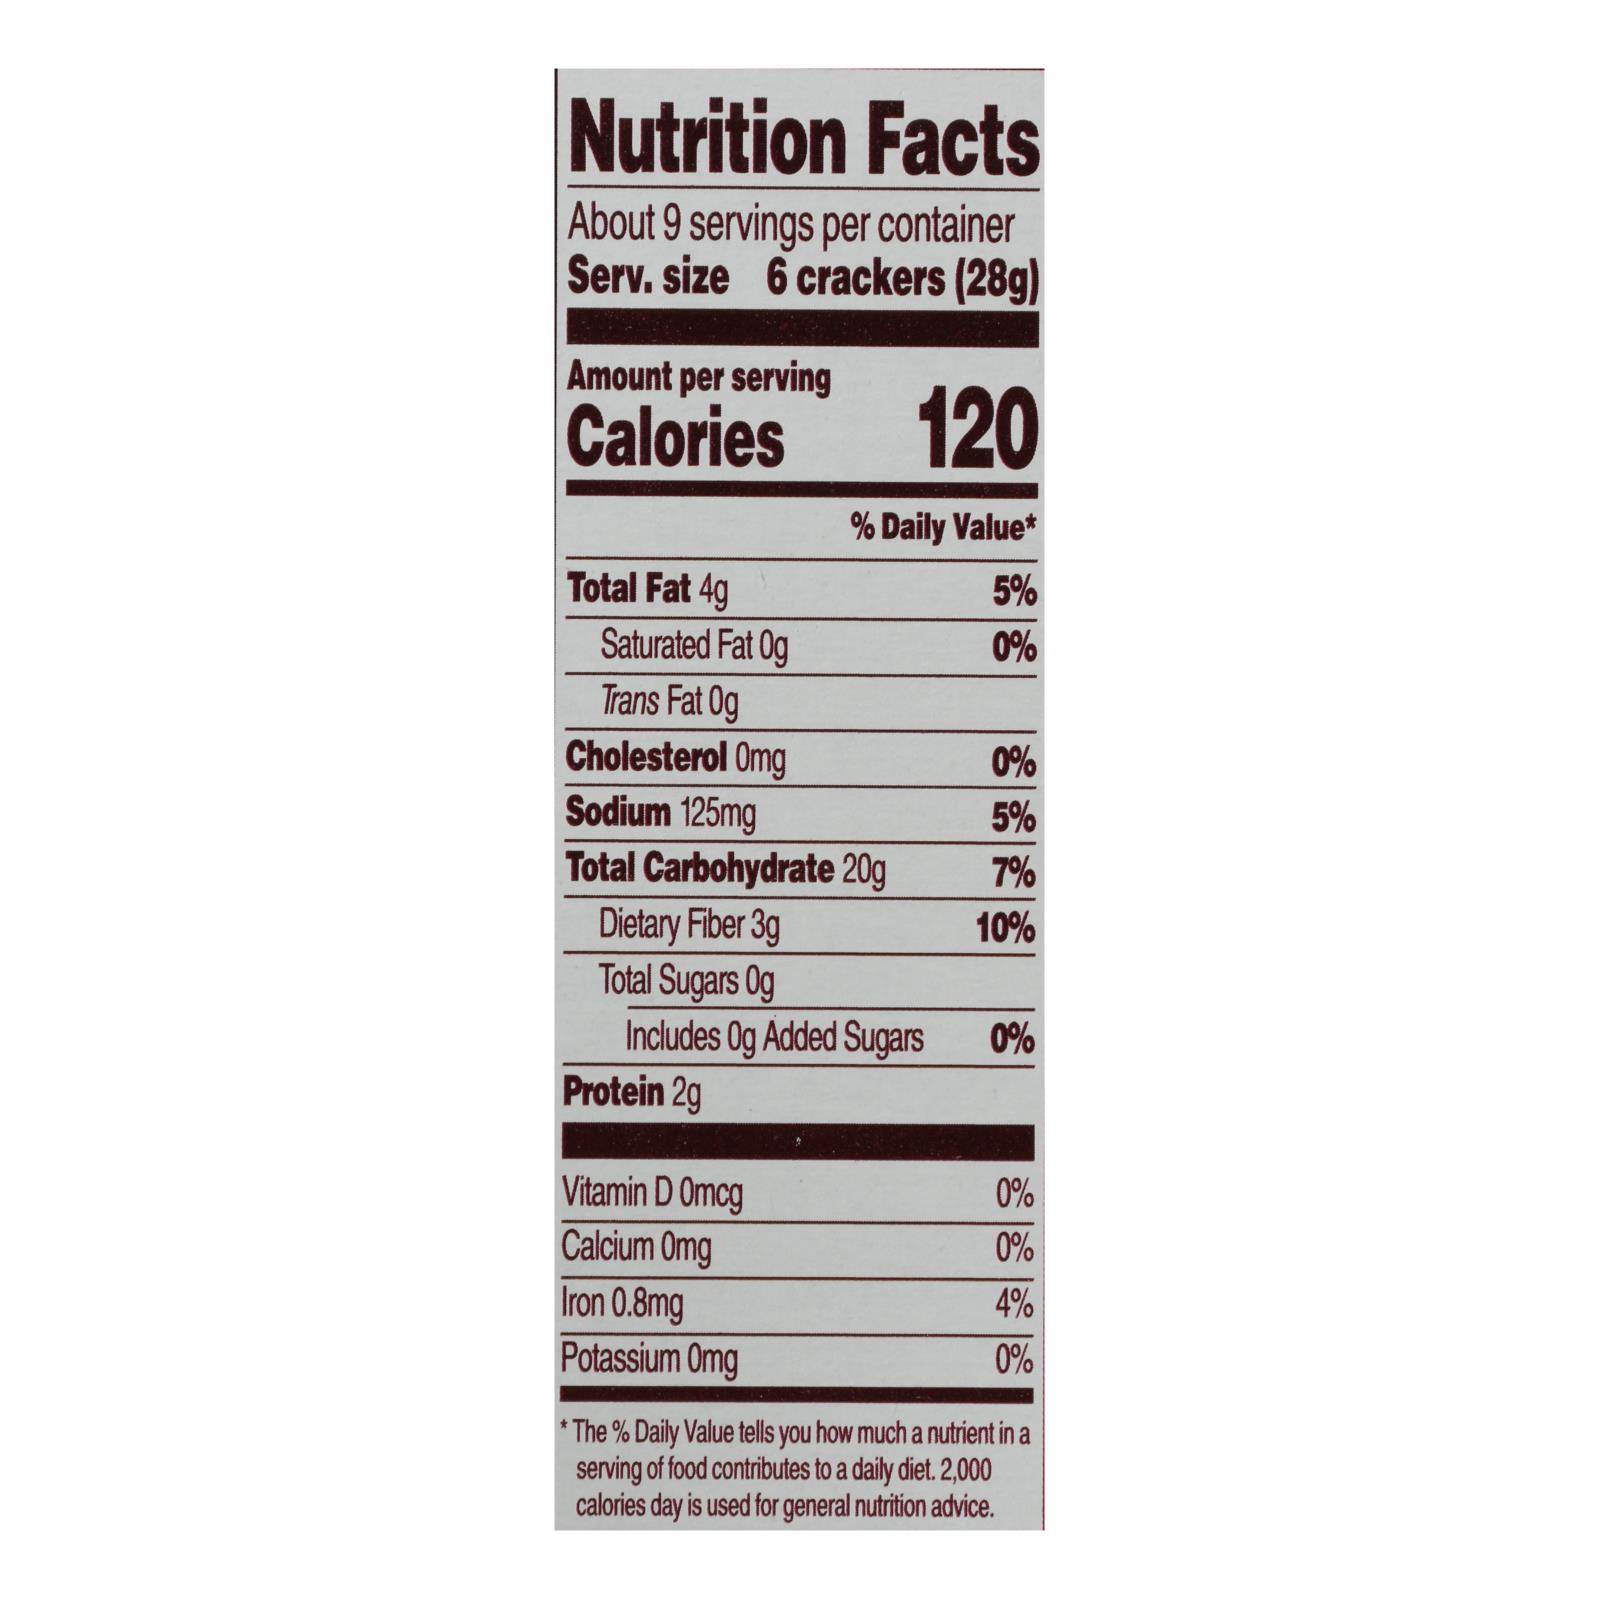 Nutrition Facts
About 9 servings per container
Serv. size 6 crackers (28g)
Amount per serving
Calories 120
% Daily Value*
Total Fat 4g 5%
Saturated Fat 0g 0%
Trans Fat 0g
Cholesterol 0mg 0%
Sodium 125mg 5%
Total Carbohydrate 20g 7%
Dietary Fiber 3g 10%
Total Sugars 0g
Includes 0g Added Sugars 0%
Protein 2g
Vitamin D 0mcg 0%
Calcium 0mg 0%
Iron 0.8mg 4%
Potassium 0mg 0%
* The % Daily Value tells you how much a nutrient in a
serving of food contributes to a daily diet. 2,000
calories day is used for general nutrition advice.